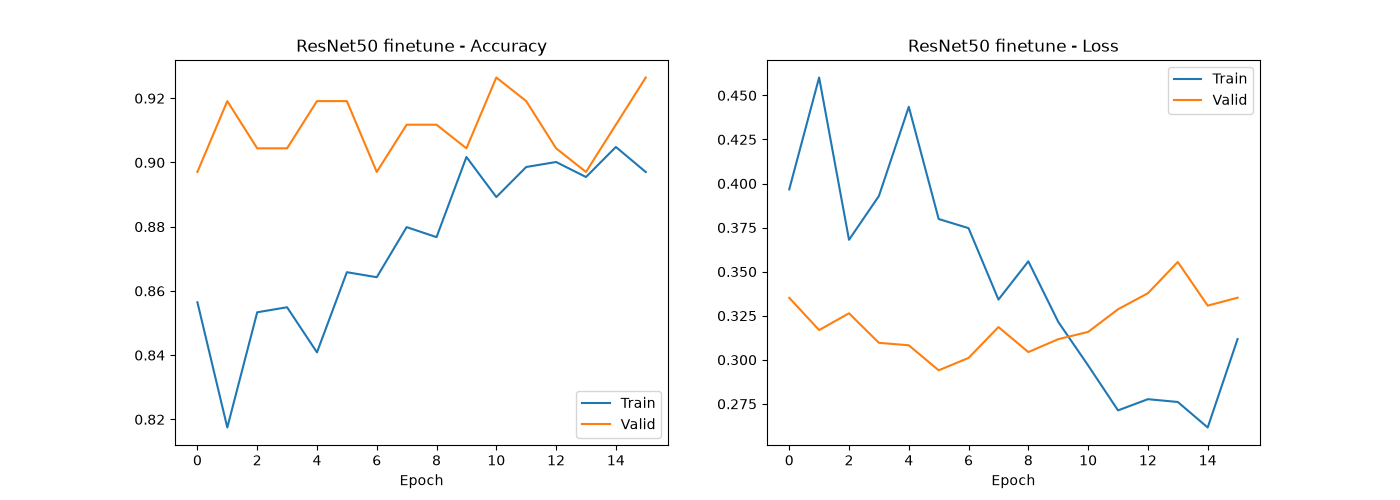 ResNet50 finetune - Accuracy
0.92
0.90
0.88
0.86
0.84
0.82
0 2 4 6 8 10 12 14
Epoch
Train
Valid
ResNet50 finetune - Loss
0.450
0.425
0.400
0.375
0.350
0.325
0.300
0.275
0 2 4 6 8 10 12 14
Epoch
Train
Valid